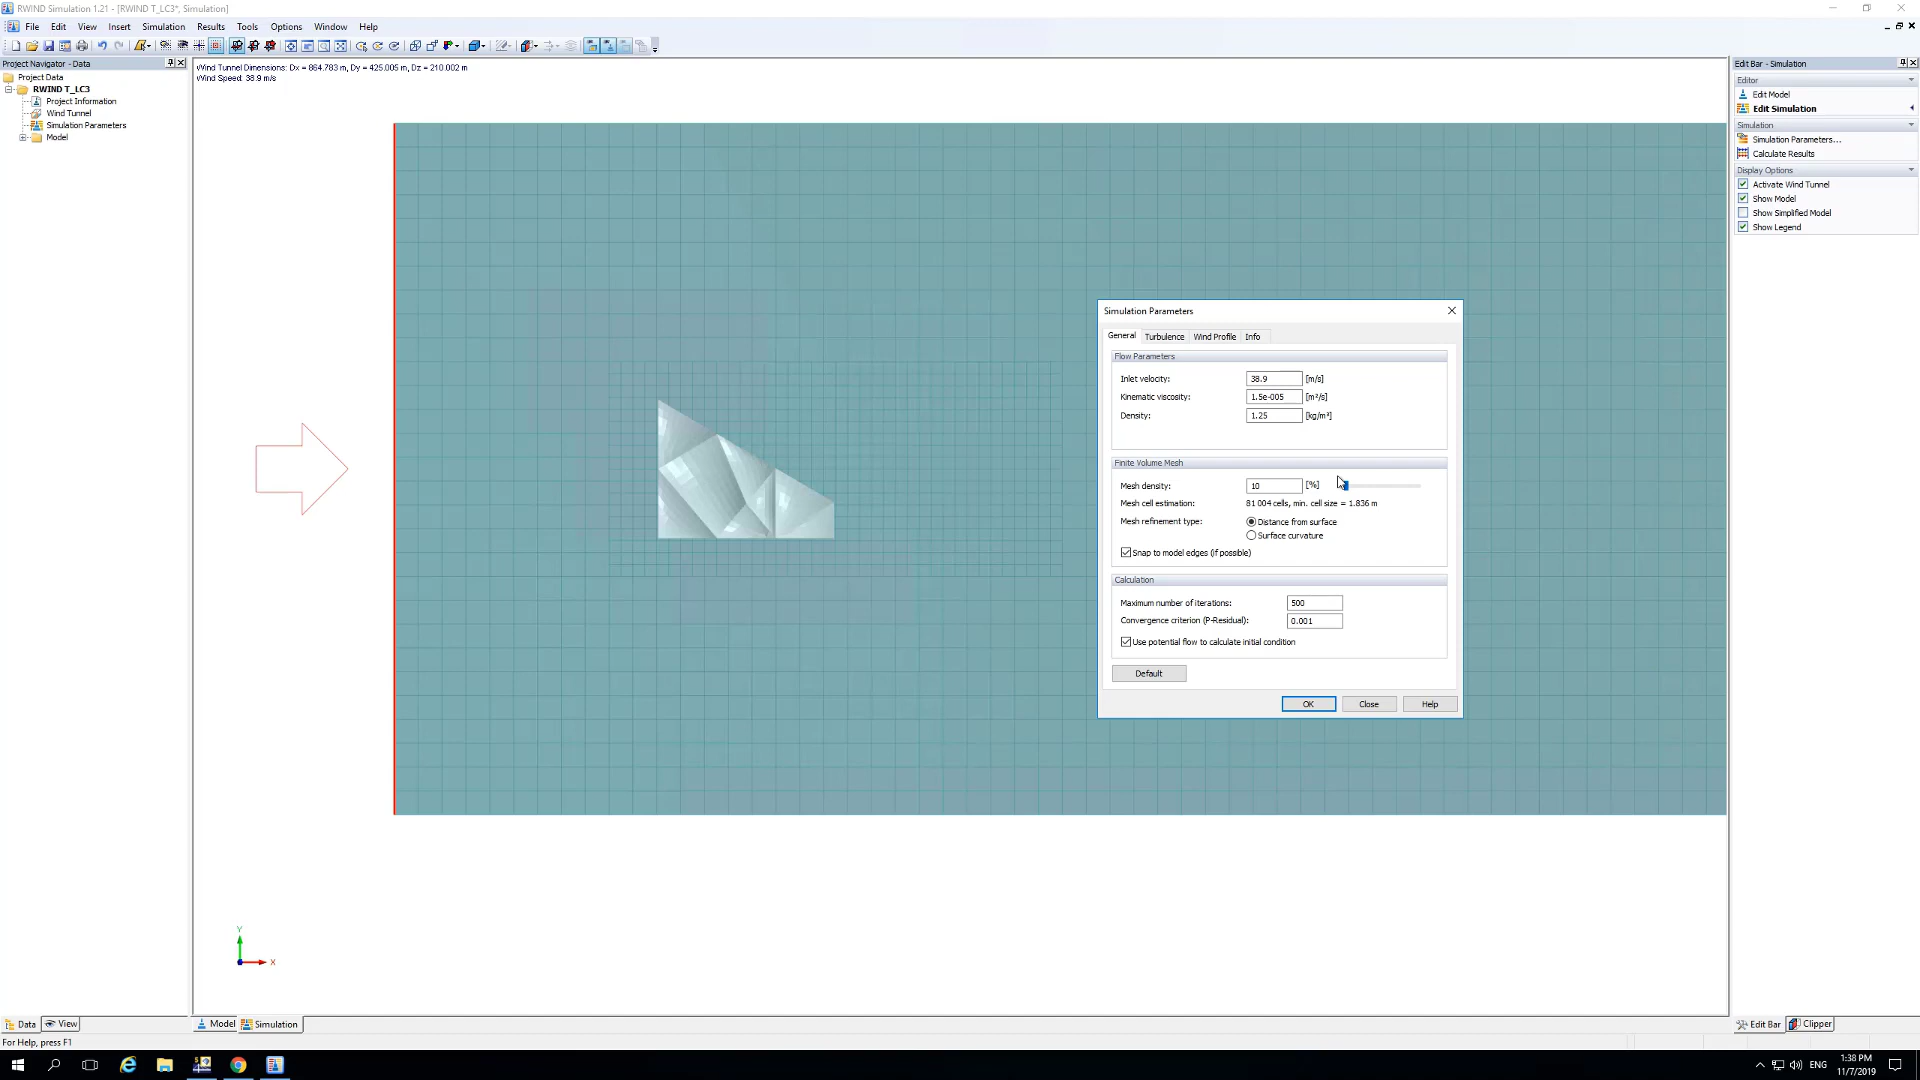 RWIND Simulation 1.21 - [RWIND T_LC3*, Simulation]
File Edit View Insert Simulation Results Tools Options Window Help
Project Navigator - Data
Project Data
RWIND T_LC3
Project Information
Wind Tunnel
Simulation Parameters
Model
Wind Tunnel Dimensions: Dx = 864.783 m, Dy = 425.005 m, Dz = 210.002 m
Wind Speed: 38.9 m/s
Simulation Parameters
General Turbulence Wind Profile Info
Flow Parameters
Inlet velocity: 38.9 [m/s]
Kinematic viscosity: 1.5e-005 [m²/s]
Density: 1.25 [kg/m³]
Finite Volume Mesh
Mesh density: 10 [%]
Mesh cell estimation: 81 004 cells, min. cell size = 1.836 m
Mesh refinement type: Distance from surface
Surface curvature
Snap to model edges (if possible)
Calculation
Maximum number of iterations: 500
Convergence criterion (P-Residual): 0.001
Use potential flow to calculate initial condition
Default
OK Close Help
Edit Bar - Simulation
Editor
Edit Model
Edit Simulation
Simulation
Simulation Parameters...
Calculate Results
Display Options
Activate Wind Tunnel
Show Model
Show Simplified Model
Show Legend
Y
X
Data View
Model Simulation
Edit Bar Clipper
For Help, press F1
ENG
1:38 PM
11/7/2019